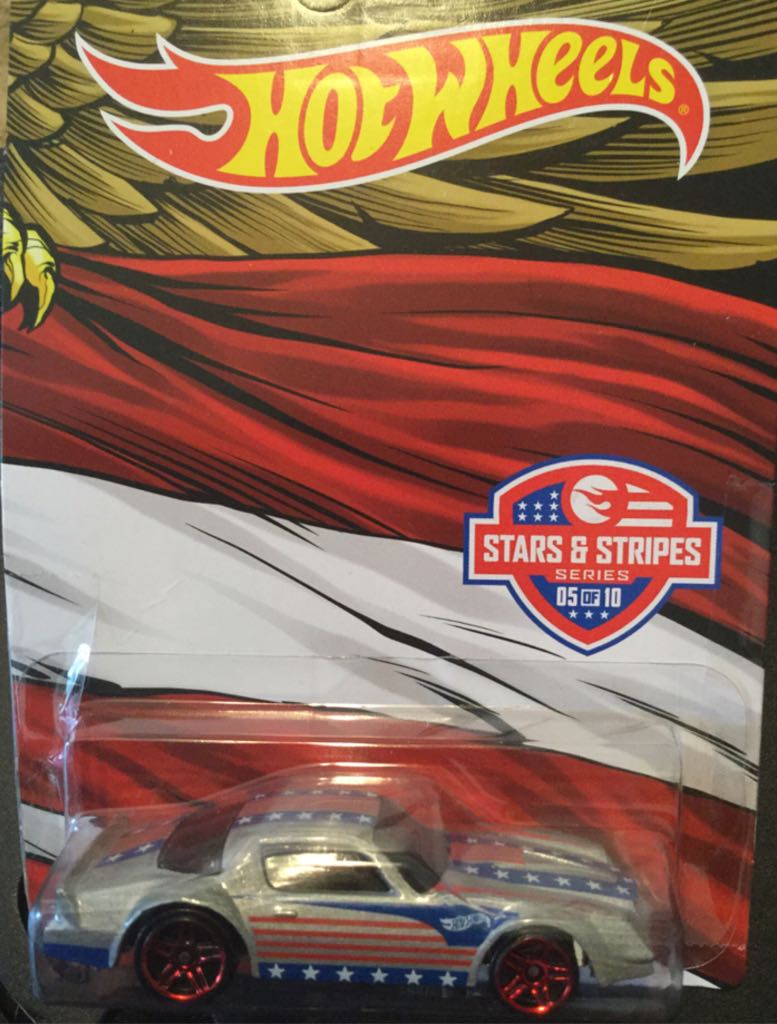 HOT WHEELS®
STARS & STRIPES
SERIES
05 OF 10